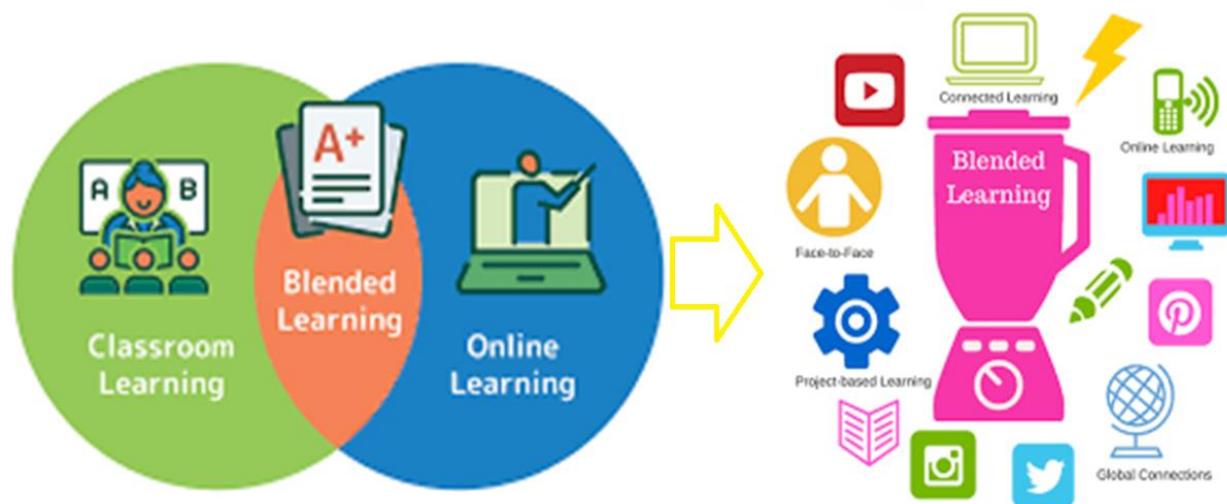 A B
A+
Blended
Learning
Classroom
Learning
Online
Learning
Connected Learning
Blended
Learning
Online Learning
Face-to-Face
Project-based Learning
Global Connections